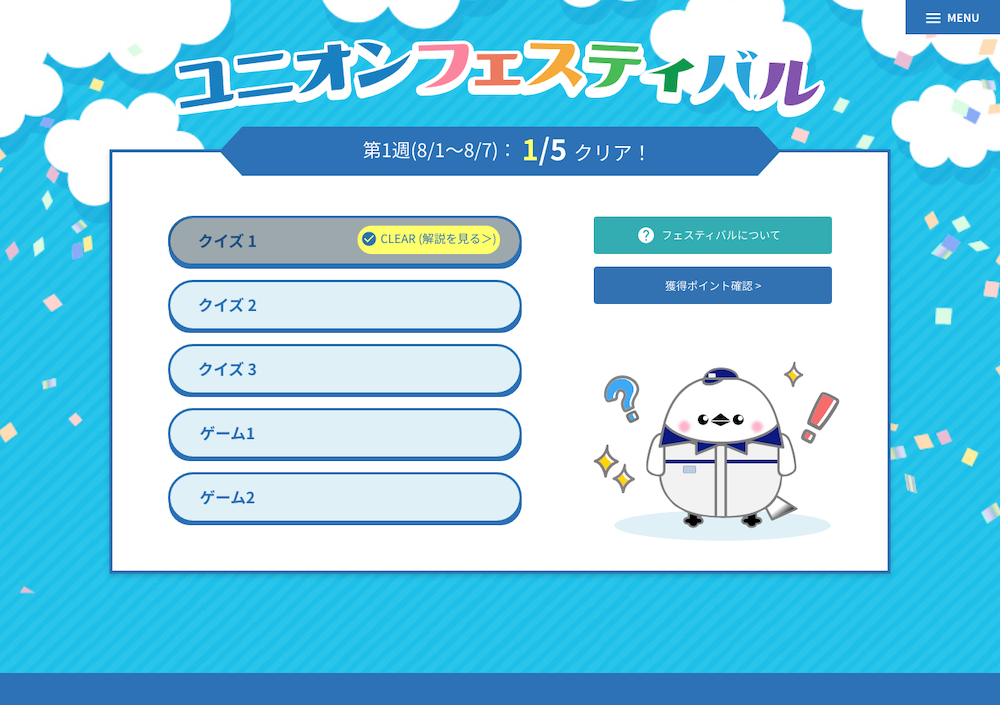 MENU
ユニオンフェスティバル
第1週(8/1〜8/7)： 1/5 クリア！
クイズ 1
CLEAR (解説を見る>)
クイズ 2
クイズ 3
ゲーム1
ゲーム2
? フェスティバルについて
獲得ポイント確認 >